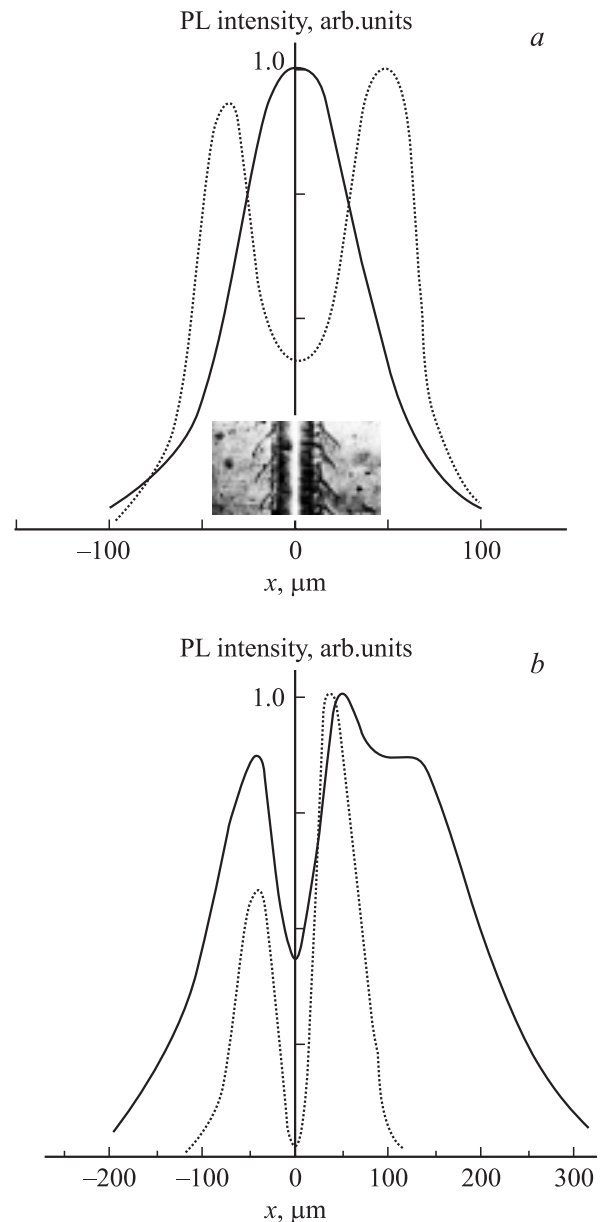 PL intensity, arb.units
a
1.0
–100 0 100
x, μm
PL intensity, arb.units
b
1.0
–200 –100 0 100 200 300
x, μm